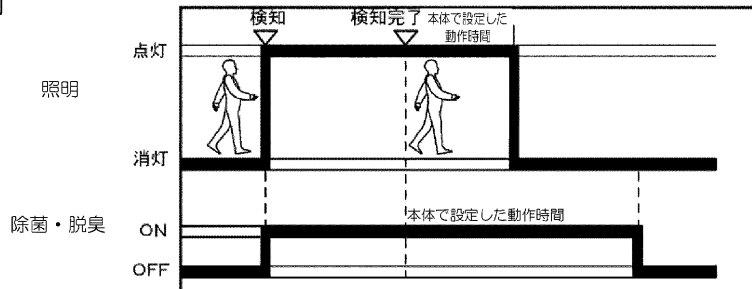 検知
検知完了
本体で設定した
動作時間
点灯
照明
消灯
本体で設定した動作時間
除菌・脱臭
ON
OFF